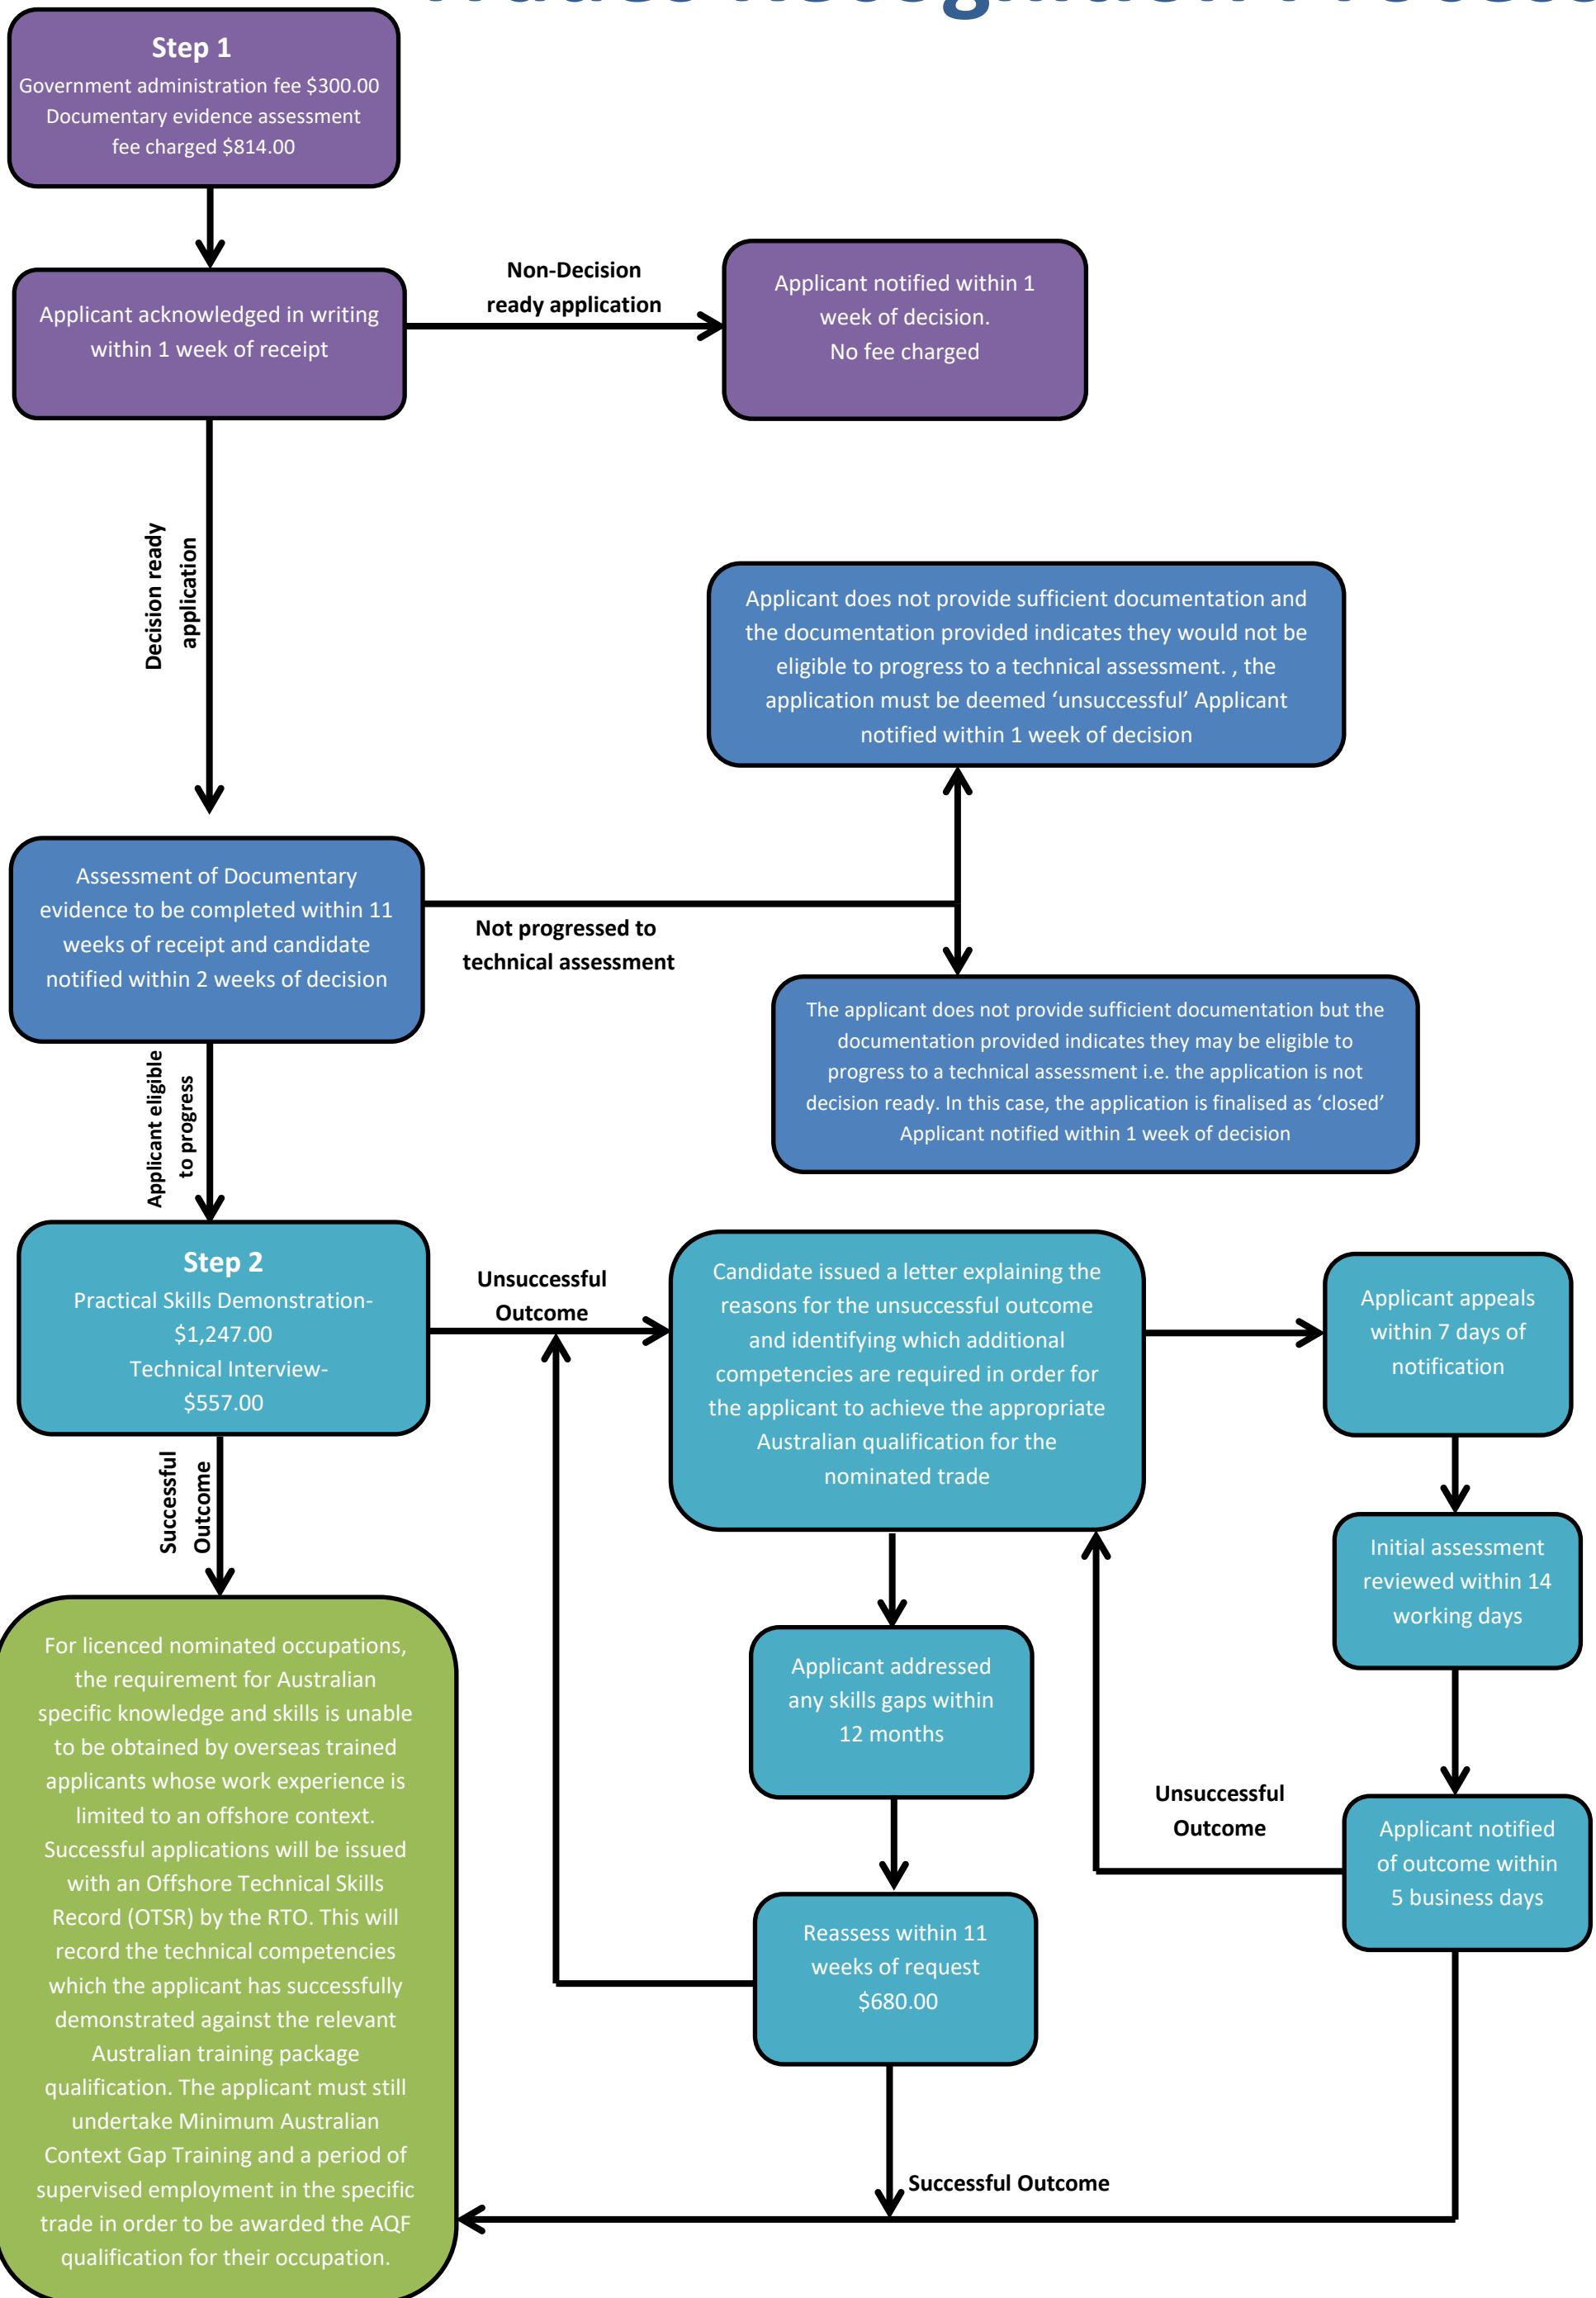 Step 1
Government administration fee $300.00
Documentary evidence assessment
fee charged $814.00
Applicant acknowledged in writing
within 1 week of receipt
Non-Decision
ready application
Applicant notified within 1
week of decision.
No fee charged
Decision ready
application
Applicant does not provide sufficient documentation and
the documentation provided indicates they would not be
eligible to progress to a technical assessment. , the
application must be deemed ‘unsuccessful’ Applicant
notified within 1 week of decision
Assessment of Documentary
evidence to be completed within 11
weeks of receipt and candidate
notified within 2 weeks of decision
Not progressed to
technical assessment
The applicant does not provide sufficient documentation but the
documentation provided indicates they may be eligible to
progress to a technical assessment i.e. the application is not
decision ready. In this case, the application is finalised as ‘closed’
Applicant notified within 1 week of decision
Applicant eligible
to progress
Step 2
Practical Skills Demonstration-
$1,247.00
Technical Interview-
$557.00
Unsuccessful
Outcome
Candidate issued a letter explaining the
reasons for the unsuccessful outcome
and identifying which additional
competencies are required in order for
the applicant to achieve the appropriate
Australian qualification for the
nominated trade
Applicant appeals
within 7 days of
notification
Successful
Outcome
Initial assessment
reviewed within 14
working days
For licenced nominated occupations,
the requirement for Australian
specific knowledge and skills is unable
to be obtained by overseas trained
applicants whose work experience is
limited to an offshore context.
Successful applications will be issued
with an Offshore Technical Skills
Record (OTSR) by the RTO. This will
record the technical competencies
which the applicant has successfully
demonstrated against the relevant
Australian training package
qualification. The applicant must still
undertake Minimum Australian
Context Gap Training and a period of
supervised employment in the specific
trade in order to be awarded the AQF
qualification for their occupation.
Applicant addressed
any skills gaps within
12 months
Unsuccessful
Outcome
Applicant notified
of outcome within
5 business days
Reassess within 11
weeks of request
$680.00
Successful Outcome